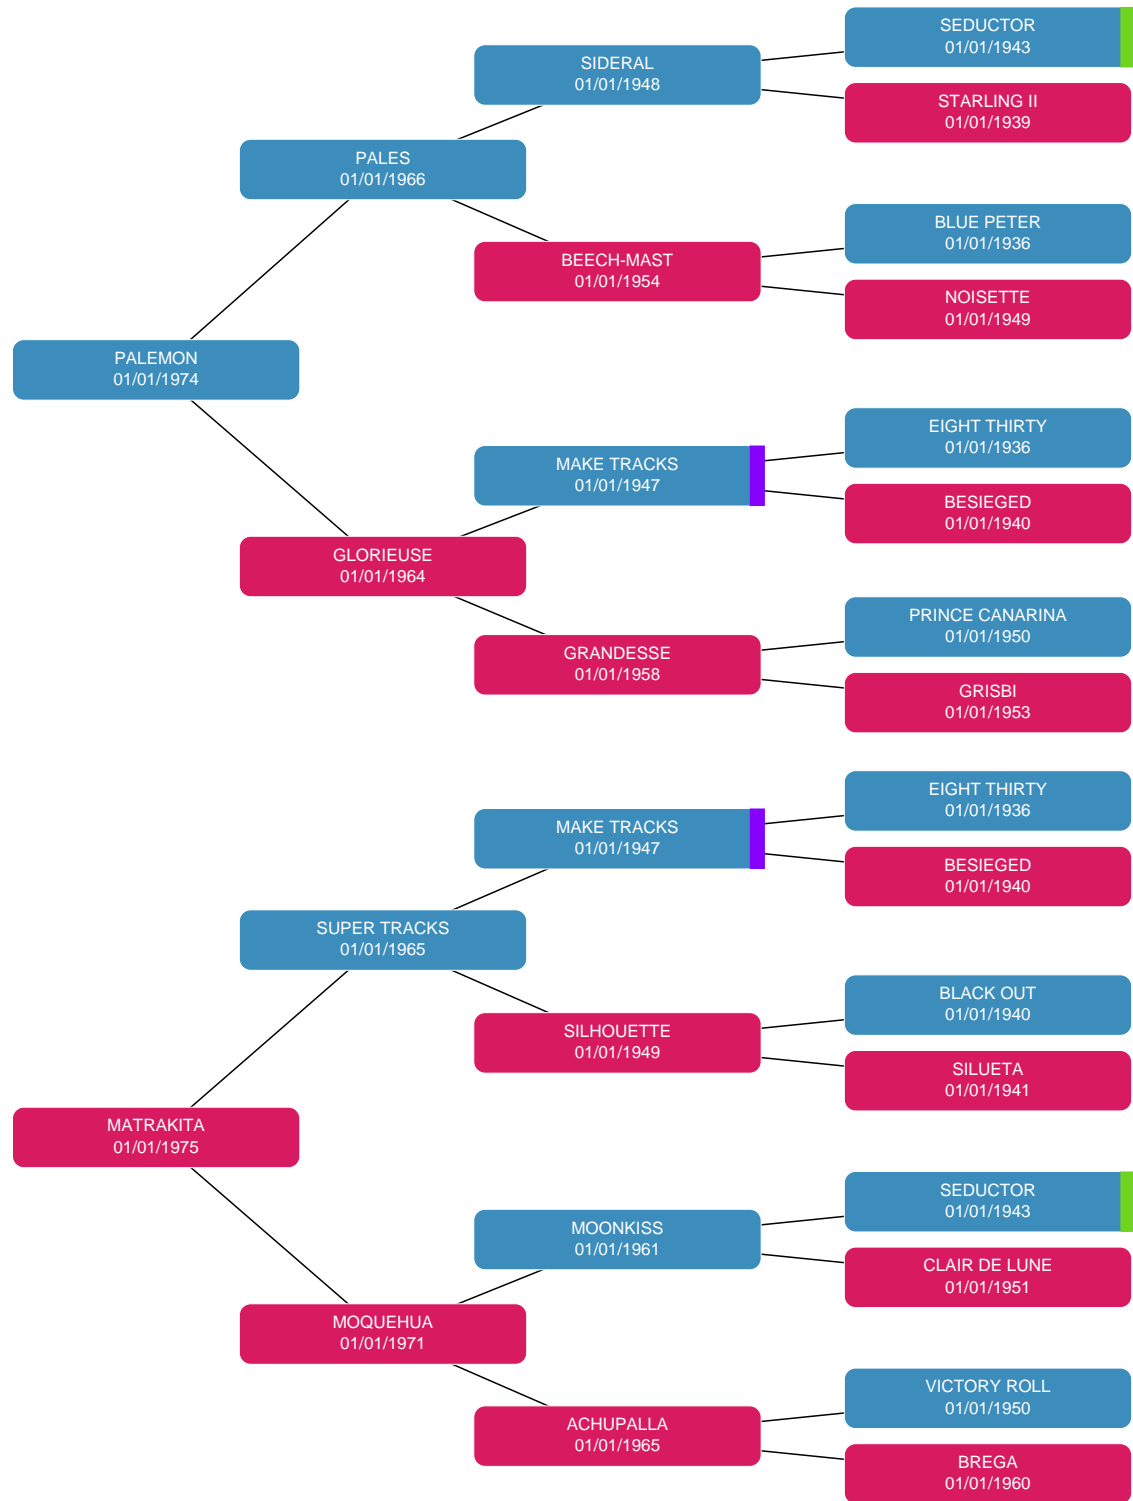 SEDUCTOR
01/01/1943
SIDERAL
01/01/1948
STARLING II
01/01/1939
PALES
01/01/1966
BLUE PETER
01/01/1936
BEECH-MAST
01/01/1954
NOISETTE
01/01/1949
PALEMON
01/01/1974
EIGHT THIRTY
01/01/1936
MAKE TRACKS
01/01/1947
BESIEGED
01/01/1940
GLORIEUSE
01/01/1964
PRINCE CANARINA
01/01/1950
GRANDESSE
01/01/1958
GRISBI
01/01/1953
EIGHT THIRTY
01/01/1936
MAKE TRACKS
01/01/1947
BESIEGED
01/01/1940
SUPER TRACKS
01/01/1965
BLACK OUT
01/01/1940
SILHOUETTE
01/01/1949
SILUETA
01/01/1941
MATRAKITA
01/01/1975
SEDUCTOR
01/01/1943
MOONKISS
01/01/1961
CLAIR DE LUNE
01/01/1951
MOQUEHUA
01/01/1971
VICTORY ROLL
01/01/1950
ACHUPALLA
01/01/1965
BREGA
01/01/1960